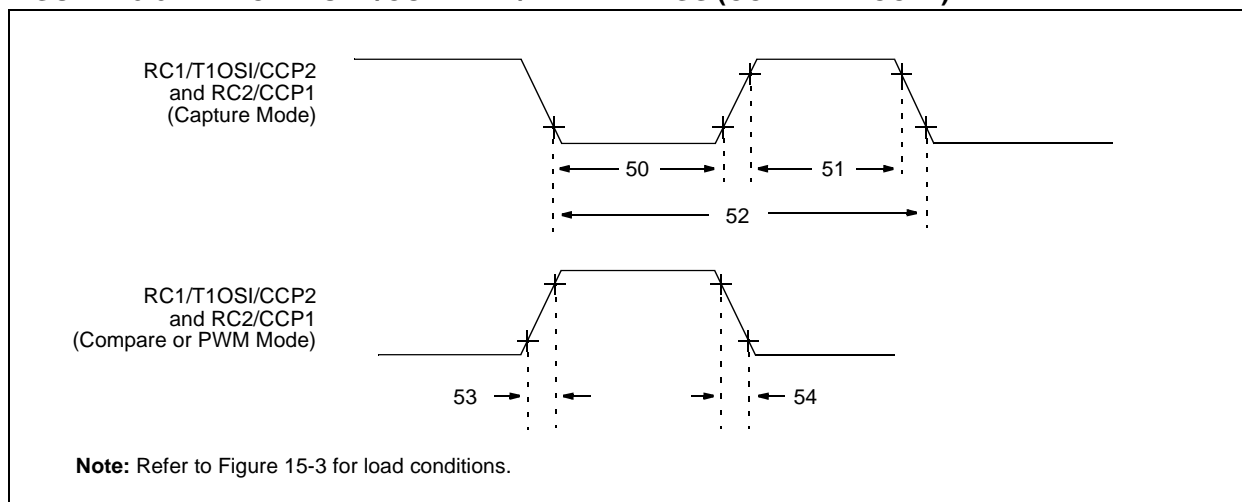 RC1/T1OSI/CCP2
and RC2/CCP1
(Capture Mode)
50
51
52
RC1/T1OSI/CCP2
and RC2/CCP1
(Compare or PWM Mode)
53
54
Note: Refer to Figure 15-3 for load conditions.